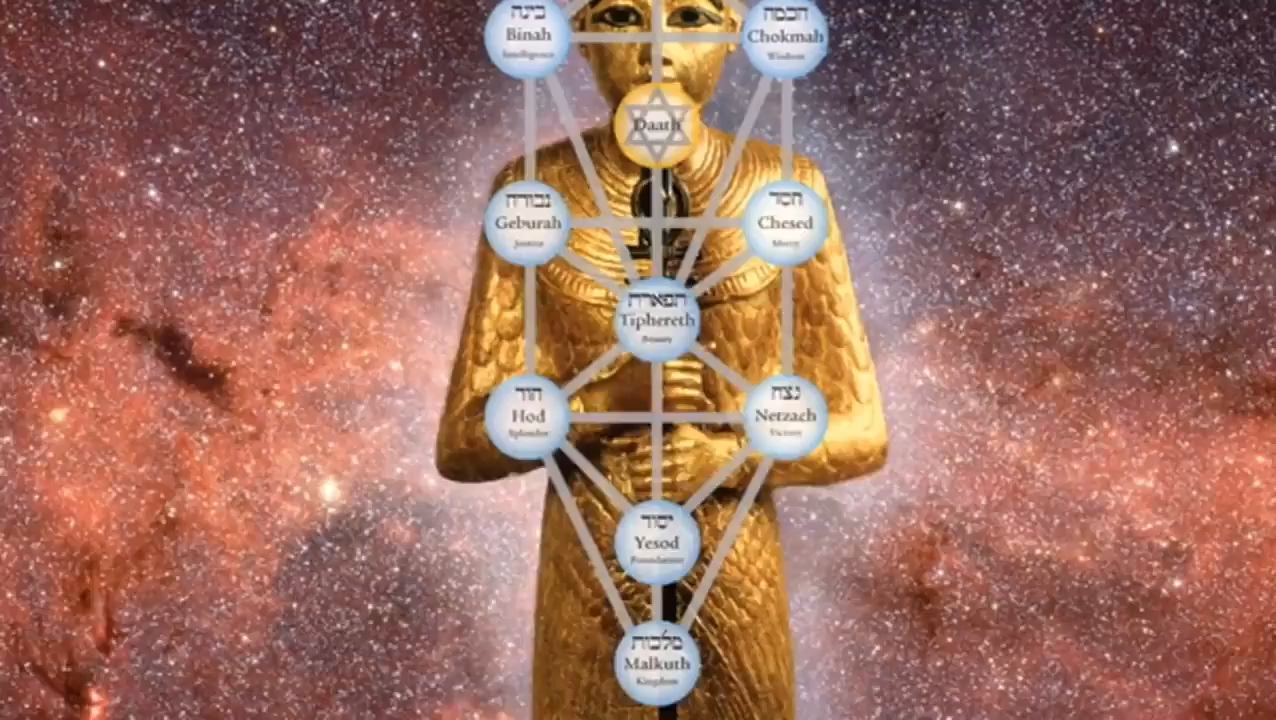 בינה
Binah
Intelligence
חכמה
Chokmah
Wisdom
Daath
גבורה
Geburah
Justice
חסד
Chesed
Mercy
תפארת
Tiphereth
Beauty
הוד
Hod
Splendor
נצח
Netzach
Victory
יסוד
Yesod
Foundation
מלכות
Malkuth
Kingdom